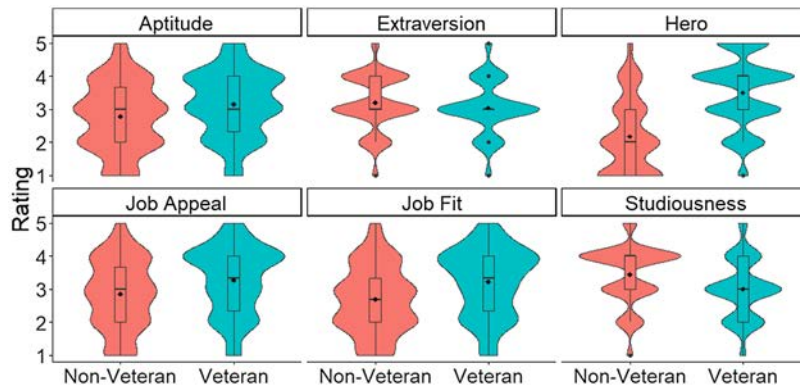 Aptitude
Extraversion
Hero
5
4
3
2
1
Job Appeal
Job Fit
Studiousness
5
4
3
2
1
Rating
Non-Veteran Veteran
Non-Veteran Veteran
Non-Veteran Veteran